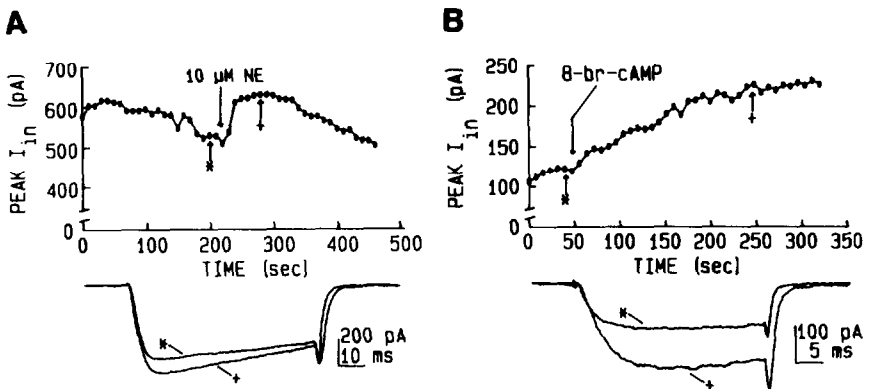 A
PEAK I_in (pA)
700
600
500
400
0
10 µM NE
*
+
0 100 200 300 400 500
TIME (sec)
*
+
200 pA
10 ms
B
PEAK I_in (pA)
250
200
150
100
0
8-br-cAMP
*
+
0 50 100 150 200 250 300 350
TIME (sec)
*
+
100 pA
5 ms